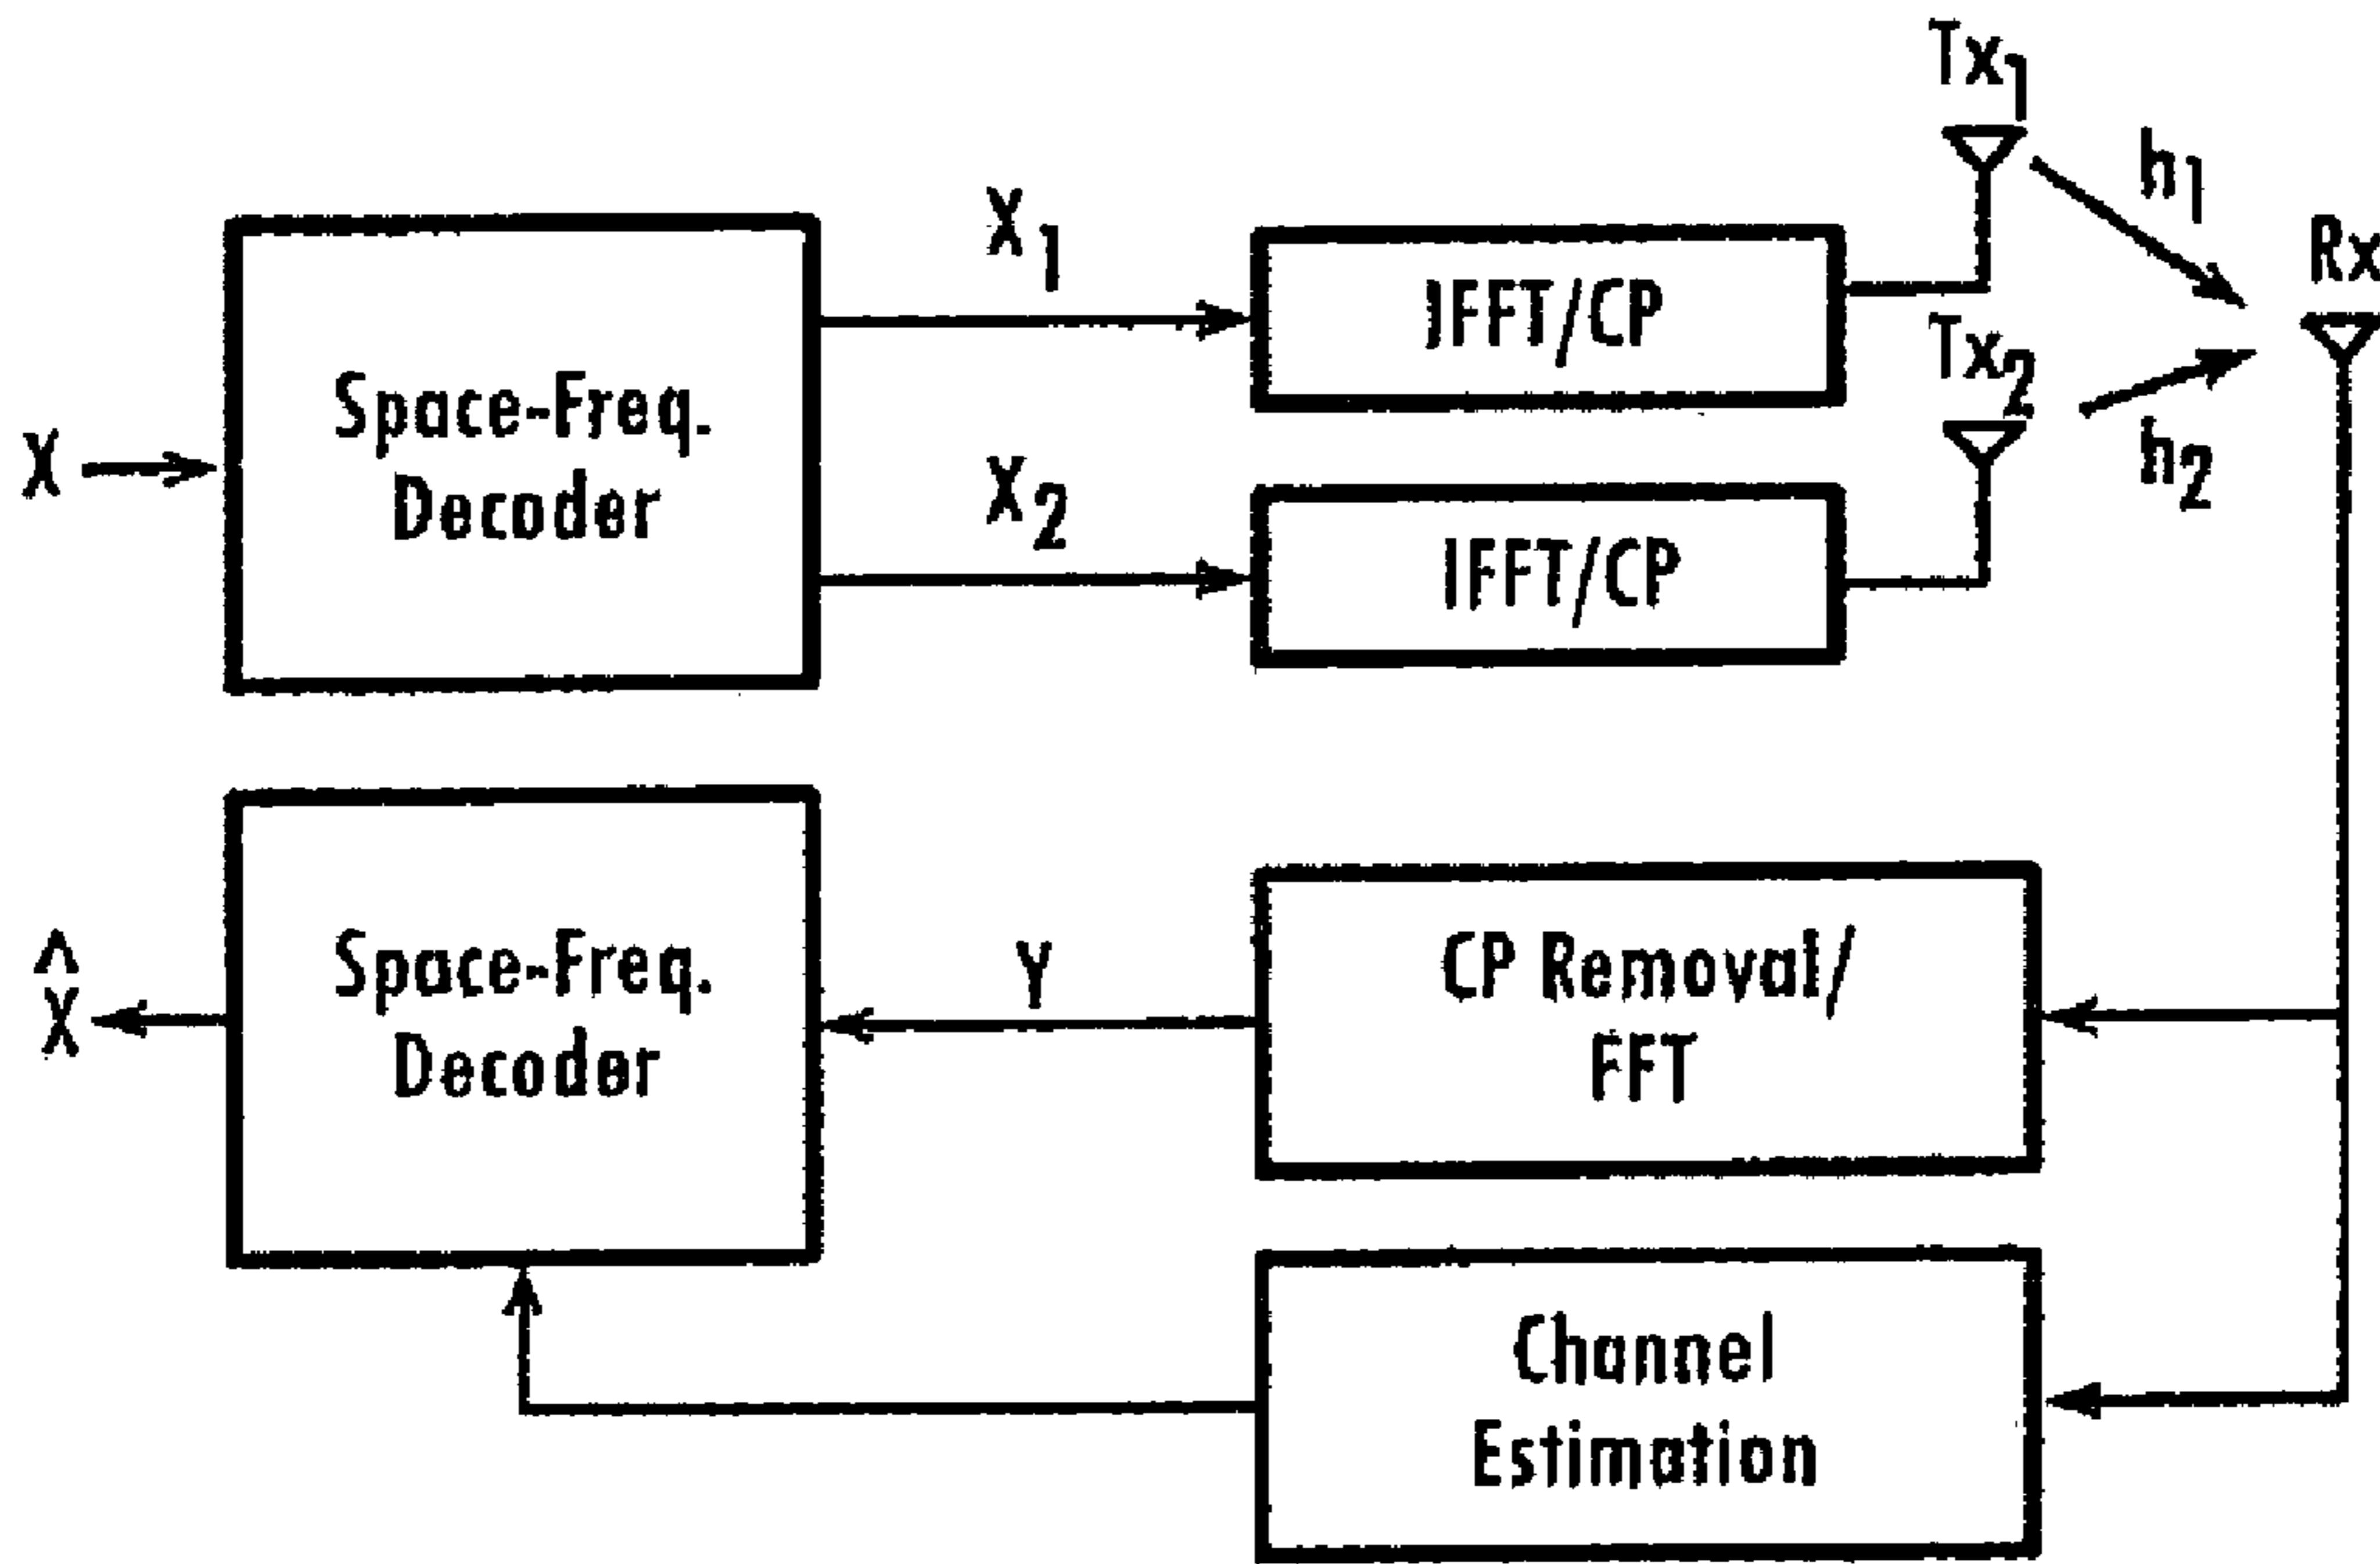 Tx1
h1
X1
Rx
IFFT/CP
Tx2
Space-Freq.
Decoder
X
X2
h2
IFFT/CP
Space-Freq.
Decoder
X̂
Y
CP Removal/
FFT
Channel
Estimation